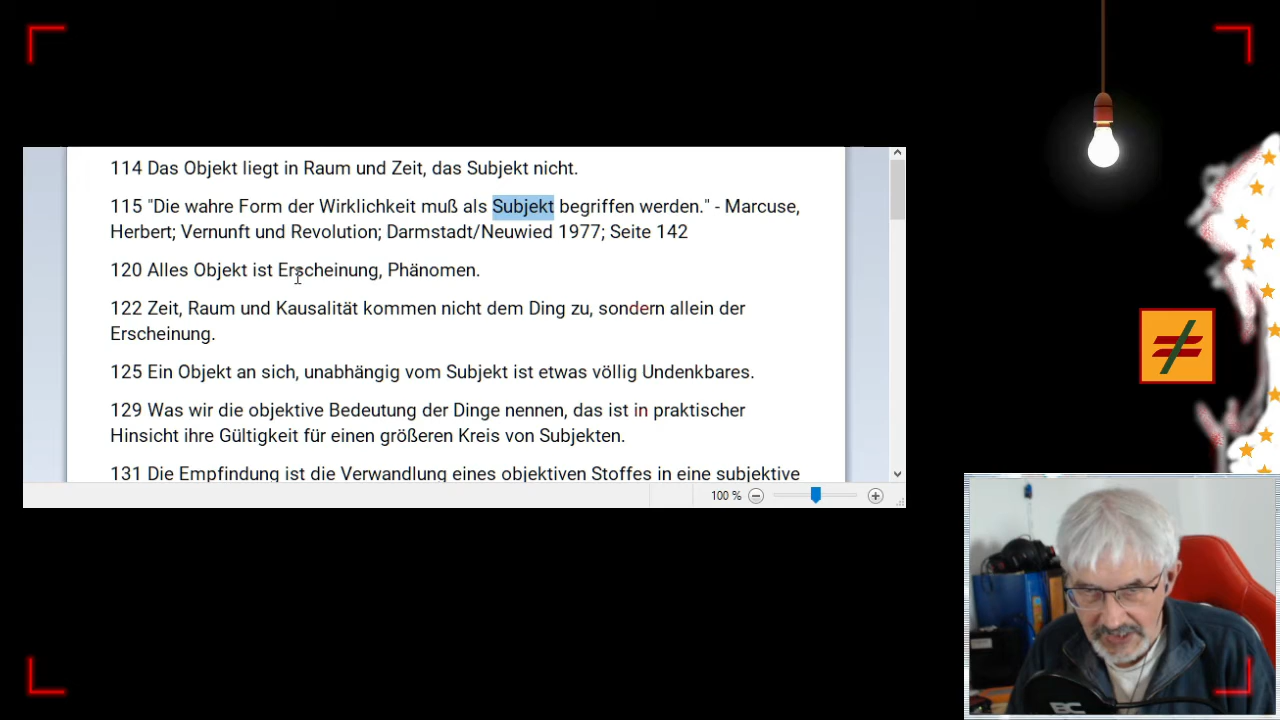 114 Das Objekt liegt in Raum und Zeit, das Subjekt nicht.
115 "Die wahre Form der Wirklichkeit muß als Subjekt begriffen werden." - Marcuse,
Herbert; Vernunft und Revolution; Darmstadt/Neuwied 1977; Seite 142
120 Alles Objekt ist Erscheinung, Phänomen.
122 Zeit, Raum und Kausalität kommen nicht dem Ding zu, sondern allein der
Erscheinung.
125 Ein Objekt an sich, unabhängig vom Subjekt ist etwas völlig Undenkbares.
129 Was wir die objektive Bedeutung der Dinge nennen, das ist in praktischer
Hinsicht ihre Gültigkeit für einen größeren Kreis von Subjekten.
131 Die Empfindung ist die Verwandlung eines objektiven Stoffes in eine subjektive
100 %